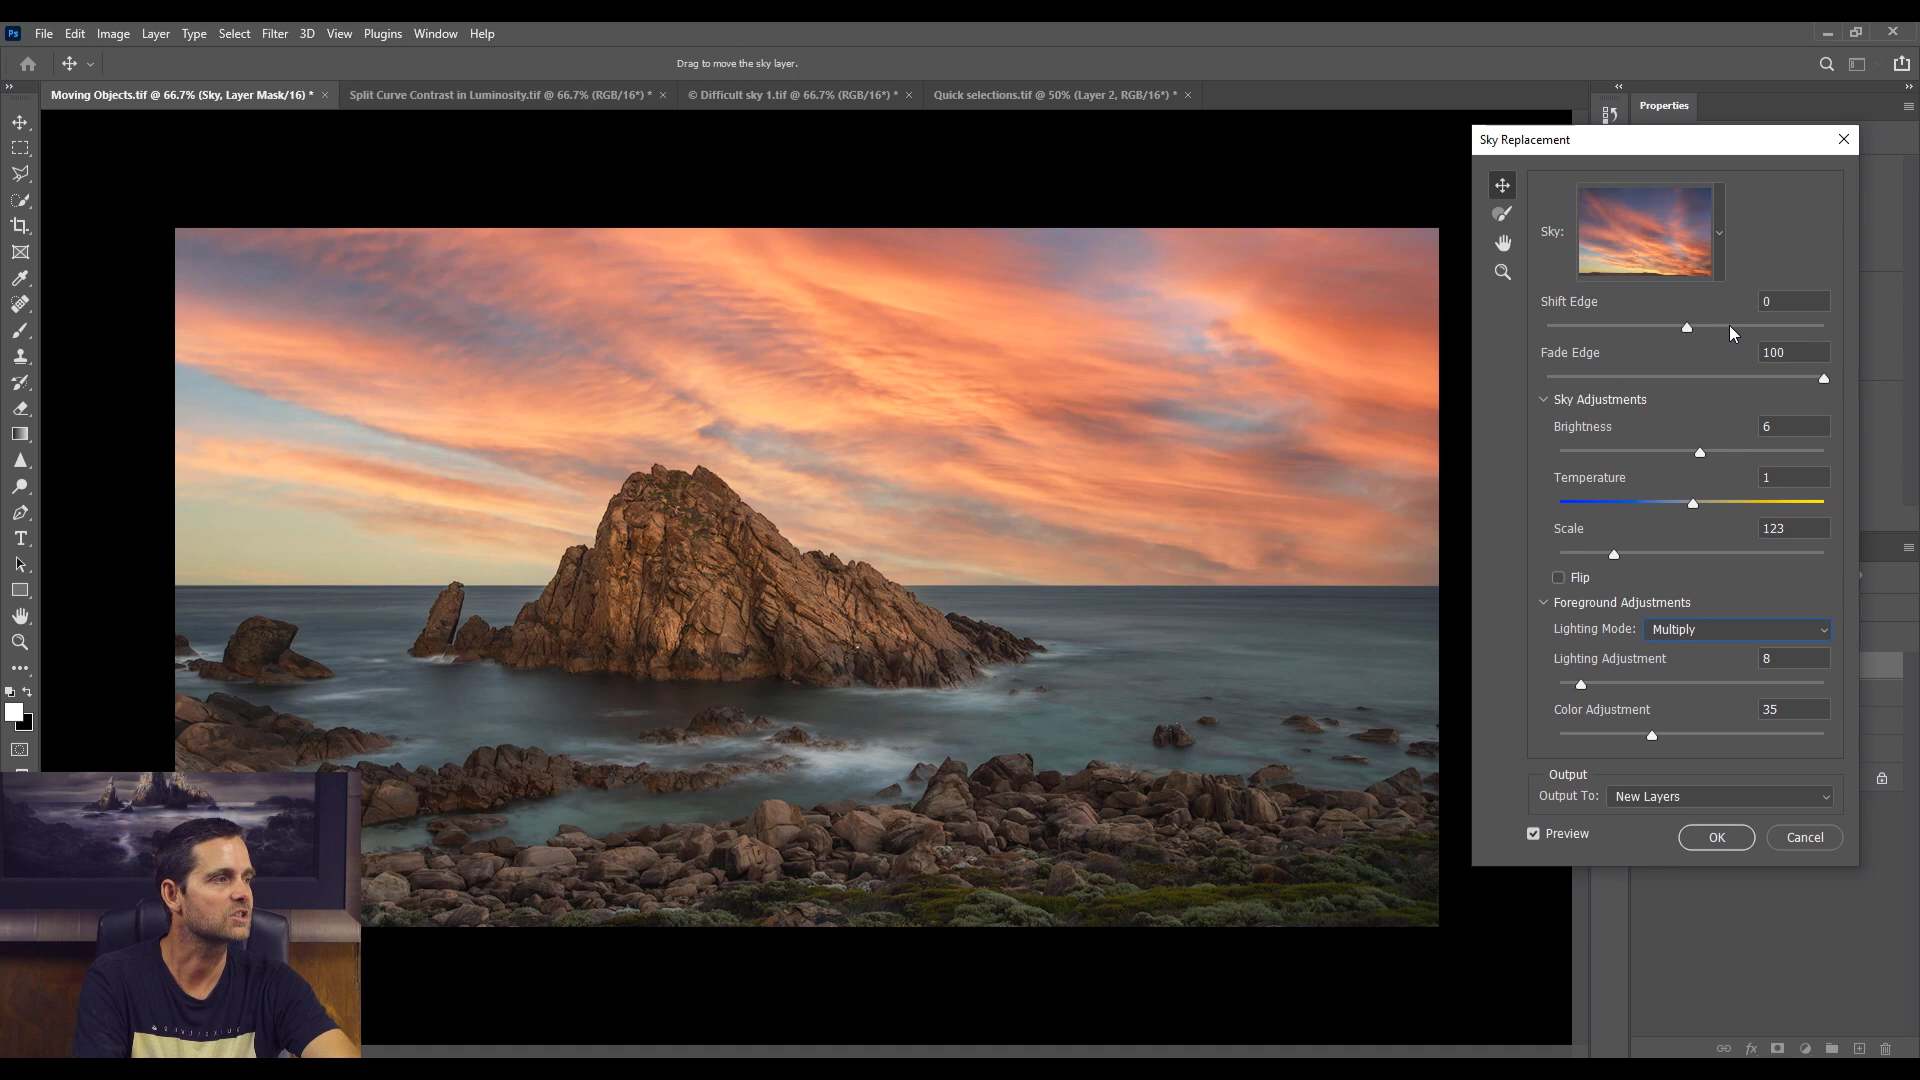 Ps File Edit Image Layer Type Select Filter 3D View Plugins Window Help
Drag to move the sky layer.
Moving Objects.tif @ 66.7% (Sky, Layer Mask/16) * Split Curve Contrast in Luminosity.tif @ 66.7% (RGB/16*) * © Difficult sky 1.tif @ 66.7% (RGB/16*) * Quick selections.tif @ 50% (Layer 2, RGB/16*) *
Properties
Sky Replacement
Sky:
Shift Edge 0
Fade Edge 100
Sky Adjustments
Brightness 6
Temperature 1
Scale 123
Flip
Foreground Adjustments
Lighting Mode: Multiply
Lighting Adjustment 8
Color Adjustment 35
Output
Output To: New Layers
Preview OK Cancel
fx